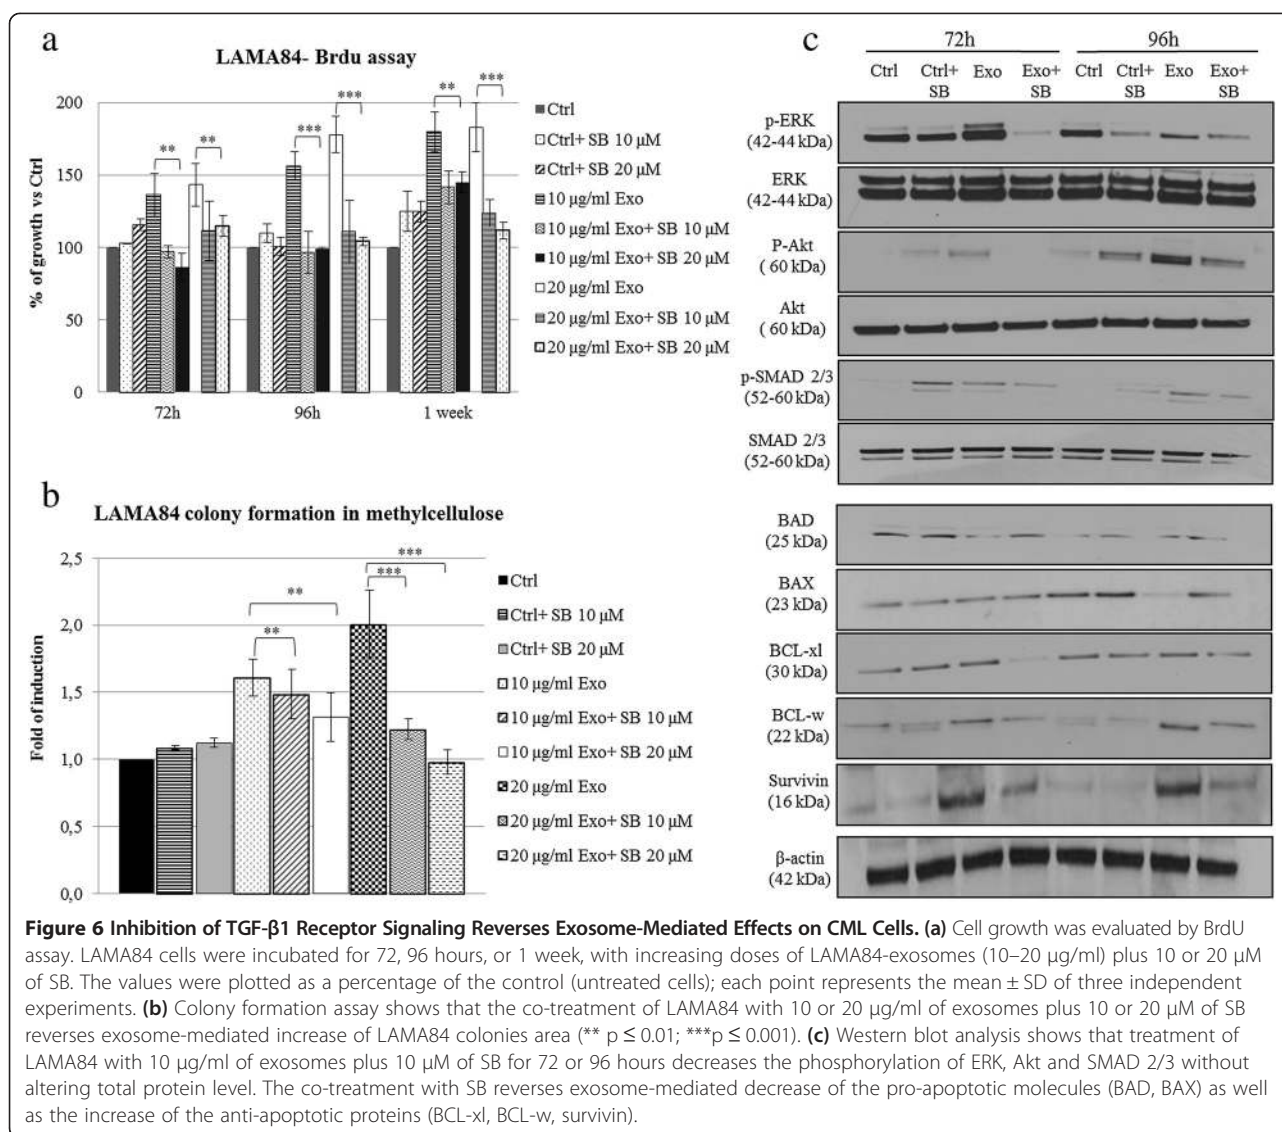 a
LAMA84- Brdu assay
% of growth vs Ctrl
200
150
100
50
0
** ** *** *** ** ***
72h 96h 1 week
Ctrl
Ctrl+ SB 10 µM
Ctrl+ SB 20 µM
10 µg/ml Exo
10 µg/ml Exo+ SB 10 µM
10 µg/ml Exo+ SB 20 µM
20 µg/ml Exo
20 µg/ml Exo+ SB 10 µM
20 µg/ml Exo+ SB 20 µM
b
LAMA84 colony formation in methylcellulose
Fold of induction
2,5
2,0
1,5
1,0
0,5
0,0
** ** *** ***
Ctrl
Ctrl+ SB 10 µM
Ctrl+ SB 20 µM
10 µg/ml Exo
10 µg/ml Exo+ SB 10 µM
10 µg/ml Exo+ SB 20 µM
20 µg/ml Exo
20 µg/ml Exo+ SB 10 µM
20 µg/ml Exo+ SB 20 µM
c
72h 96h
Ctrl Ctrl+ SB Exo Exo+ SB Ctrl Ctrl+ SB Exo Exo+ SB
p-ERK
(42-44 kDa)
ERK
(42-44 kDa)
P-Akt
( 60 kDa)
Akt
( 60 kDa)
p-SMAD 2/3
(52-60 kDa)
SMAD 2/3
(52-60 kDa)
BAD
(25 kDa)
BAX
(23 kDa)
BCL-xl
(30 kDa)
BCL-w
(22 kDa)
Survivin
(16 kDa)
β-actin
(42 kDa)
Figure 6 Inhibition of TGF-β1 Receptor Signaling Reverses Exosome-Mediated Effects on CML Cells. (a) Cell growth was evaluated by BrdU
assay. LAMA84 cells were incubated for 72, 96 hours, or 1 week, with increasing doses of LAMA84-exosomes (10–20 µg/ml) plus 10 or 20 µM
of SB. The values were plotted as a percentage of the control (untreated cells); each point represents the mean ± SD of three independent
experiments. (b) Colony formation assay shows that the co-treatment of LAMA84 with 10 or 20 µg/ml of exosomes plus 10 or 20 µM of SB
reverses exosome-mediated increase of LAMA84 colonies area (** p ≤ 0.01; ***p ≤ 0.001). (c) Western blot analysis shows that treatment of
LAMA84 with 10 µg/ml of exosomes plus 10 µM of SB for 72 or 96 hours decreases the phosphorylation of ERK, Akt and SMAD 2/3 without
altering total protein level. The co-treatment with SB reverses exosome-mediated decrease of the pro-apoptotic molecules (BAD, BAX) as well
as the increase of the anti-apoptotic proteins (BCL-xl, BCL-w, survivin).